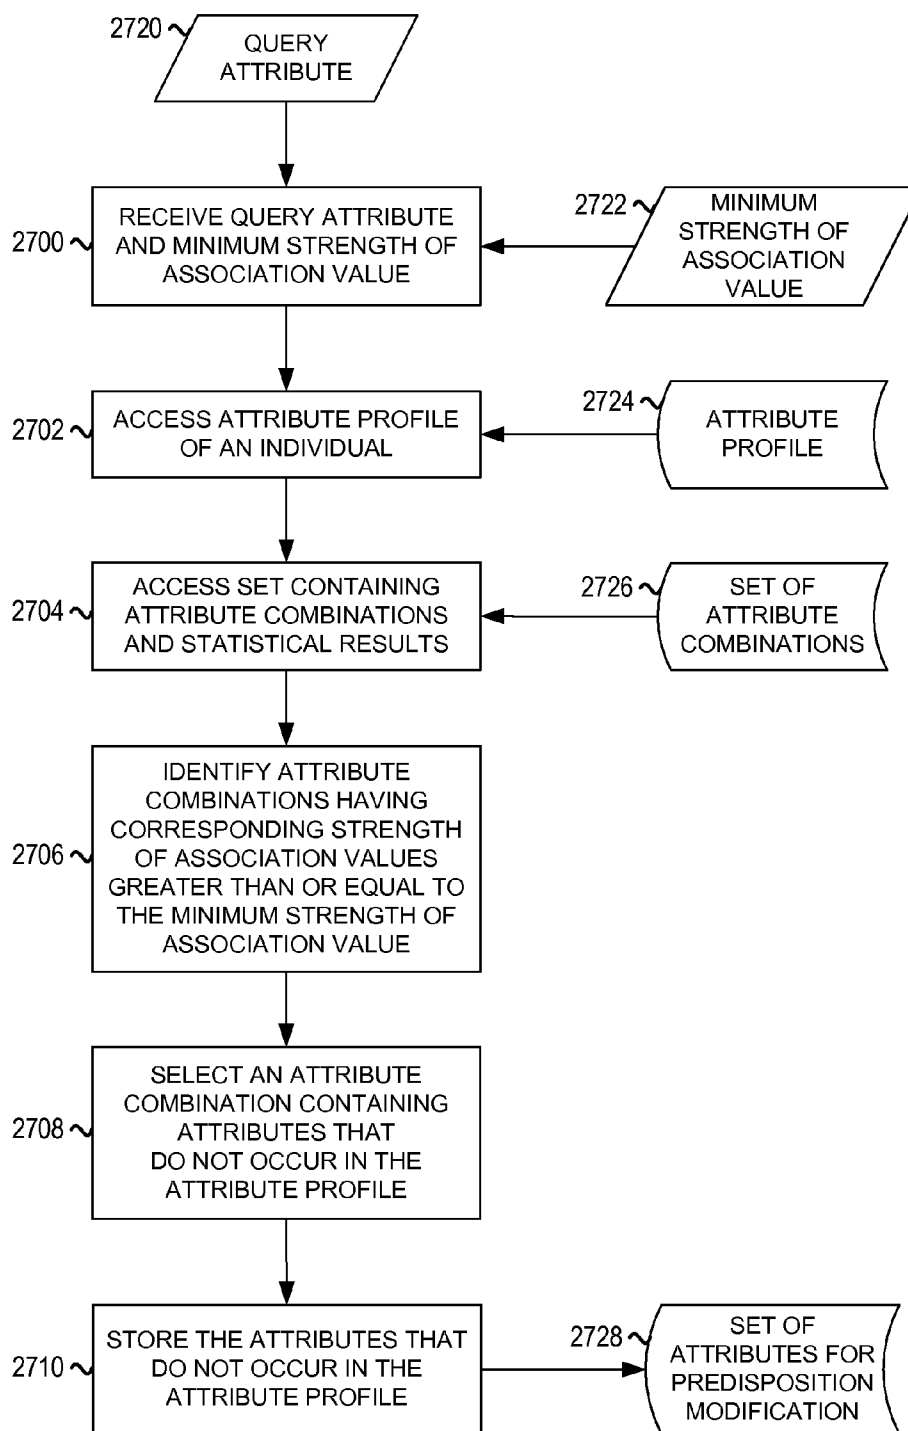 2720
QUERY
ATTRIBUTE
2700
RECEIVE QUERY ATTRIBUTE
AND MINIMUM STRENGTH OF
ASSOCIATION VALUE
2722
MINIMUM
STRENGTH OF
ASSOCIATION
VALUE
2702
ACCESS ATTRIBUTE PROFILE
OF AN INDIVIDUAL
2724
ATTRIBUTE
PROFILE
2704
ACCESS SET CONTAINING
ATTRIBUTE COMBINATIONS
AND STATISTICAL RESULTS
2726
SET OF
ATTRIBUTE
COMBINATIONS
2706
IDENTIFY ATTRIBUTE
COMBINATIONS HAVING
CORRESPONDING STRENGTH
OF ASSOCIATION VALUES
GREATER THAN OR EQUAL TO
THE MINIMUM STRENGTH OF
ASSOCIATION VALUE
2708
SELECT AN ATTRIBUTE
COMBINATION CONTAINING
ATTRIBUTES THAT
DO NOT OCCUR IN THE
ATTRIBUTE PROFILE
2710
STORE THE ATTRIBUTES THAT
DO NOT OCCUR IN THE
ATTRIBUTE PROFILE
2728
SET OF
ATTRIBUTES FOR
PREDISPOSITION
MODIFICATION